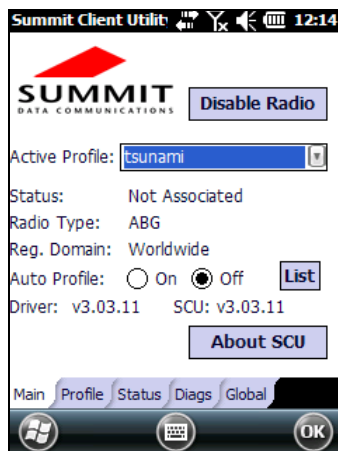 Summit Client Utilit 12:14
SUMMIT
DATA COMMUNICATIONS
Disable Radio
Active Profile: tsunami
Status: Not Associated
Radio Type: ABG
Reg. Domain: Worldwide
Auto Profile: On Off List
Driver: v3.03.11 SCU: v3.03.11
About SCU
Main Profile Status Diags Global
OK